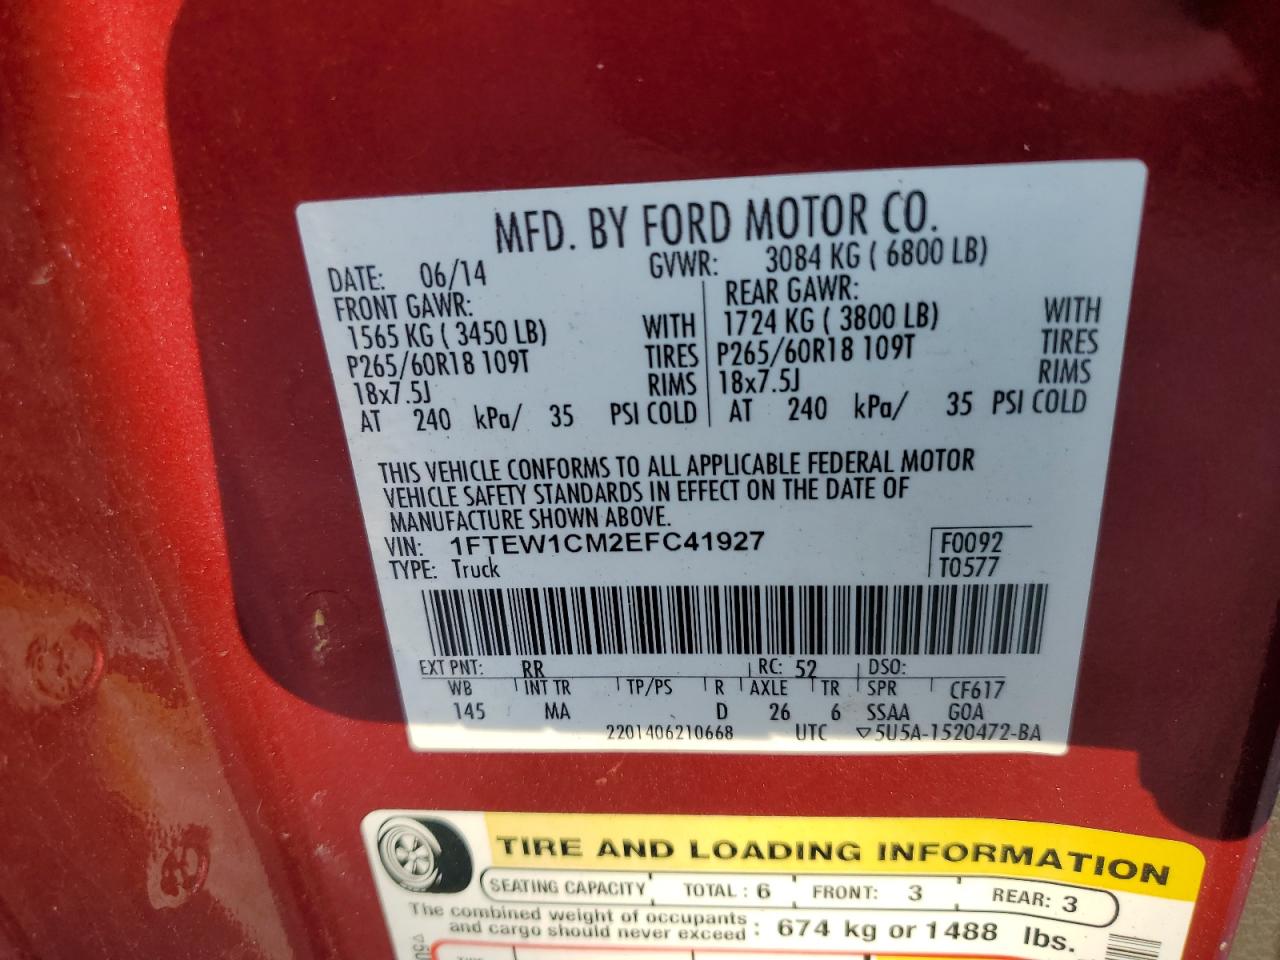 MFD. BY FORD MOTOR CO.
DATE: 06/14 GVWR: 3084 KG ( 6800 LB)
FRONT GAWR: REAR GAWR:
1565 KG ( 3450 LB) WITH 1724 KG ( 3800 LB) WITH
P265/60R18 109T TIRES P265/60R18 109T TIRES
18x7.5J RIMS 18x7.5J RIMS
AT 240 kPa/ 35 PSI COLD AT 240 kPa/ 35 PSI COLD
THIS VEHICLE CONFORMS TO ALL APPLICABLE FEDERAL MOTOR
VEHICLE SAFETY STANDARDS IN EFFECT ON THE DATE OF
MANUFACTURE SHOWN ABOVE.
VIN: 1FTEW1CM2EFC41927 F0092
TYPE: Truck T0577
EXT PNT: RR RC: 52 DSO:
WB INT TR TP/PS R AXLE TR SPR CF617
145 MA D 26 6 SSAA GOA
2201406210668 UTC ▽5U5A-1520472-BA
TIRE AND LOADING INFORMATION
SEATING CAPACITY TOTAL : 6 FRONT: 3 REAR: 3
The combined weight of occupants
and cargo should never exceed : 674 kg or 1488 lbs.